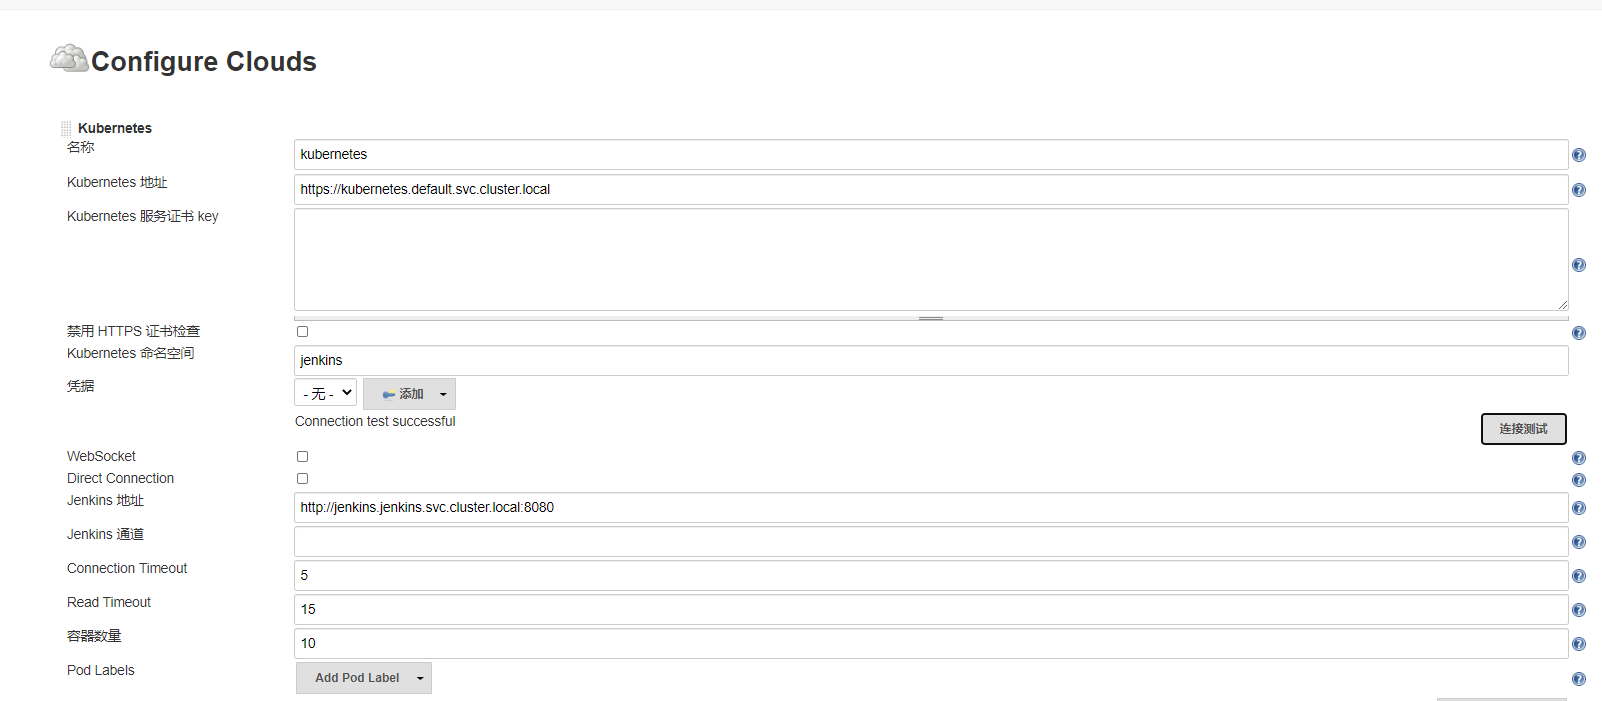 Configure Clouds
Kubernetes
名称
kubernetes
Kubernetes 地址
https://kubernetes.default.svc.cluster.local
Kubernetes 服务证书 key
禁用 HTTPS 证书检查
Kubernetes 命名空间
jenkins
凭据
- 无 -
添加
Connection test successful
连接测试
WebSocket
Direct Connection
Jenkins 地址
http://jenkins.jenkins.svc.cluster.local:8080
Jenkins 通道
Connection Timeout
5
Read Timeout
15
容器数量
10
Pod Labels
Add Pod Label